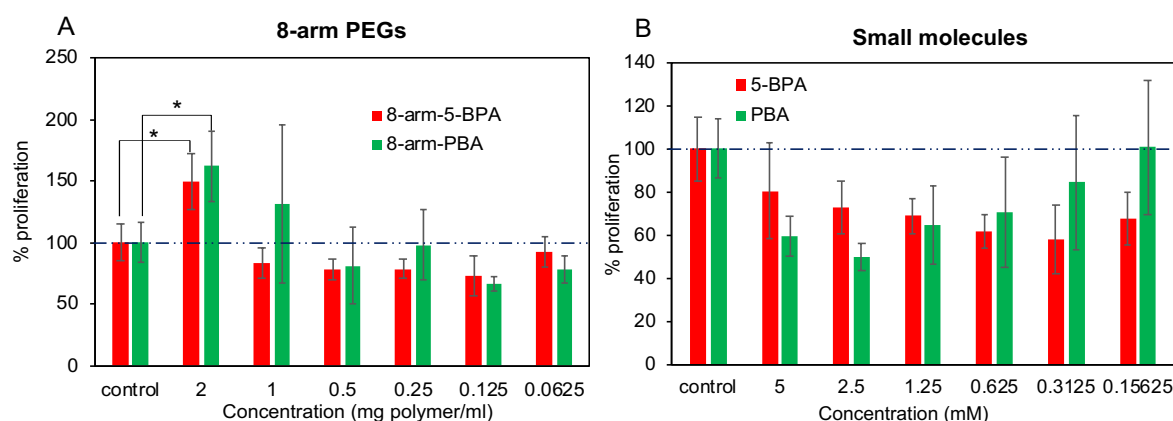 A
8-arm PEGs
250
200
150
100
50
0
% proliferation
*
*
8-arm-5-BPA
8-arm-PBA
control 2 1 0.5 0.25 0.125 0.0625
Concentration (mg polymer/ml)
B
Small molecules
140
120
100
80
60
40
20
0
% proliferation
5-BPA
PBA
control 5 2.5 1.25 0.625 0.3125 0.15625
Concentration (mM)